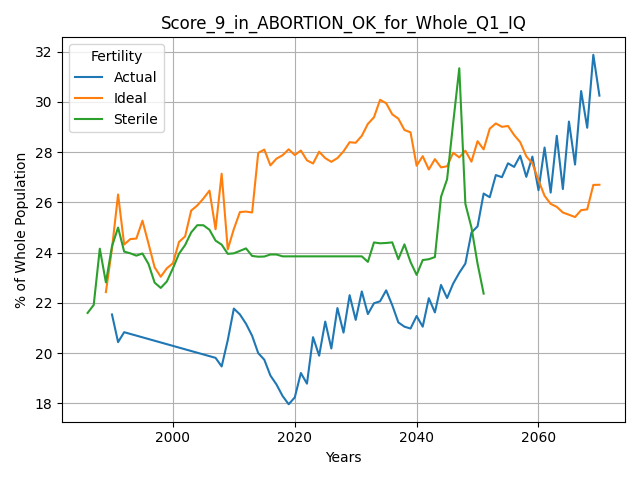 Score_9_in_ABORTION_OK_for_Whole_Q1_IQ
Fertility
Actual
Ideal
Sterile
% of Whole Population
32
30
28
26
24
22
20
18
2000 2020 2040 2060
Years